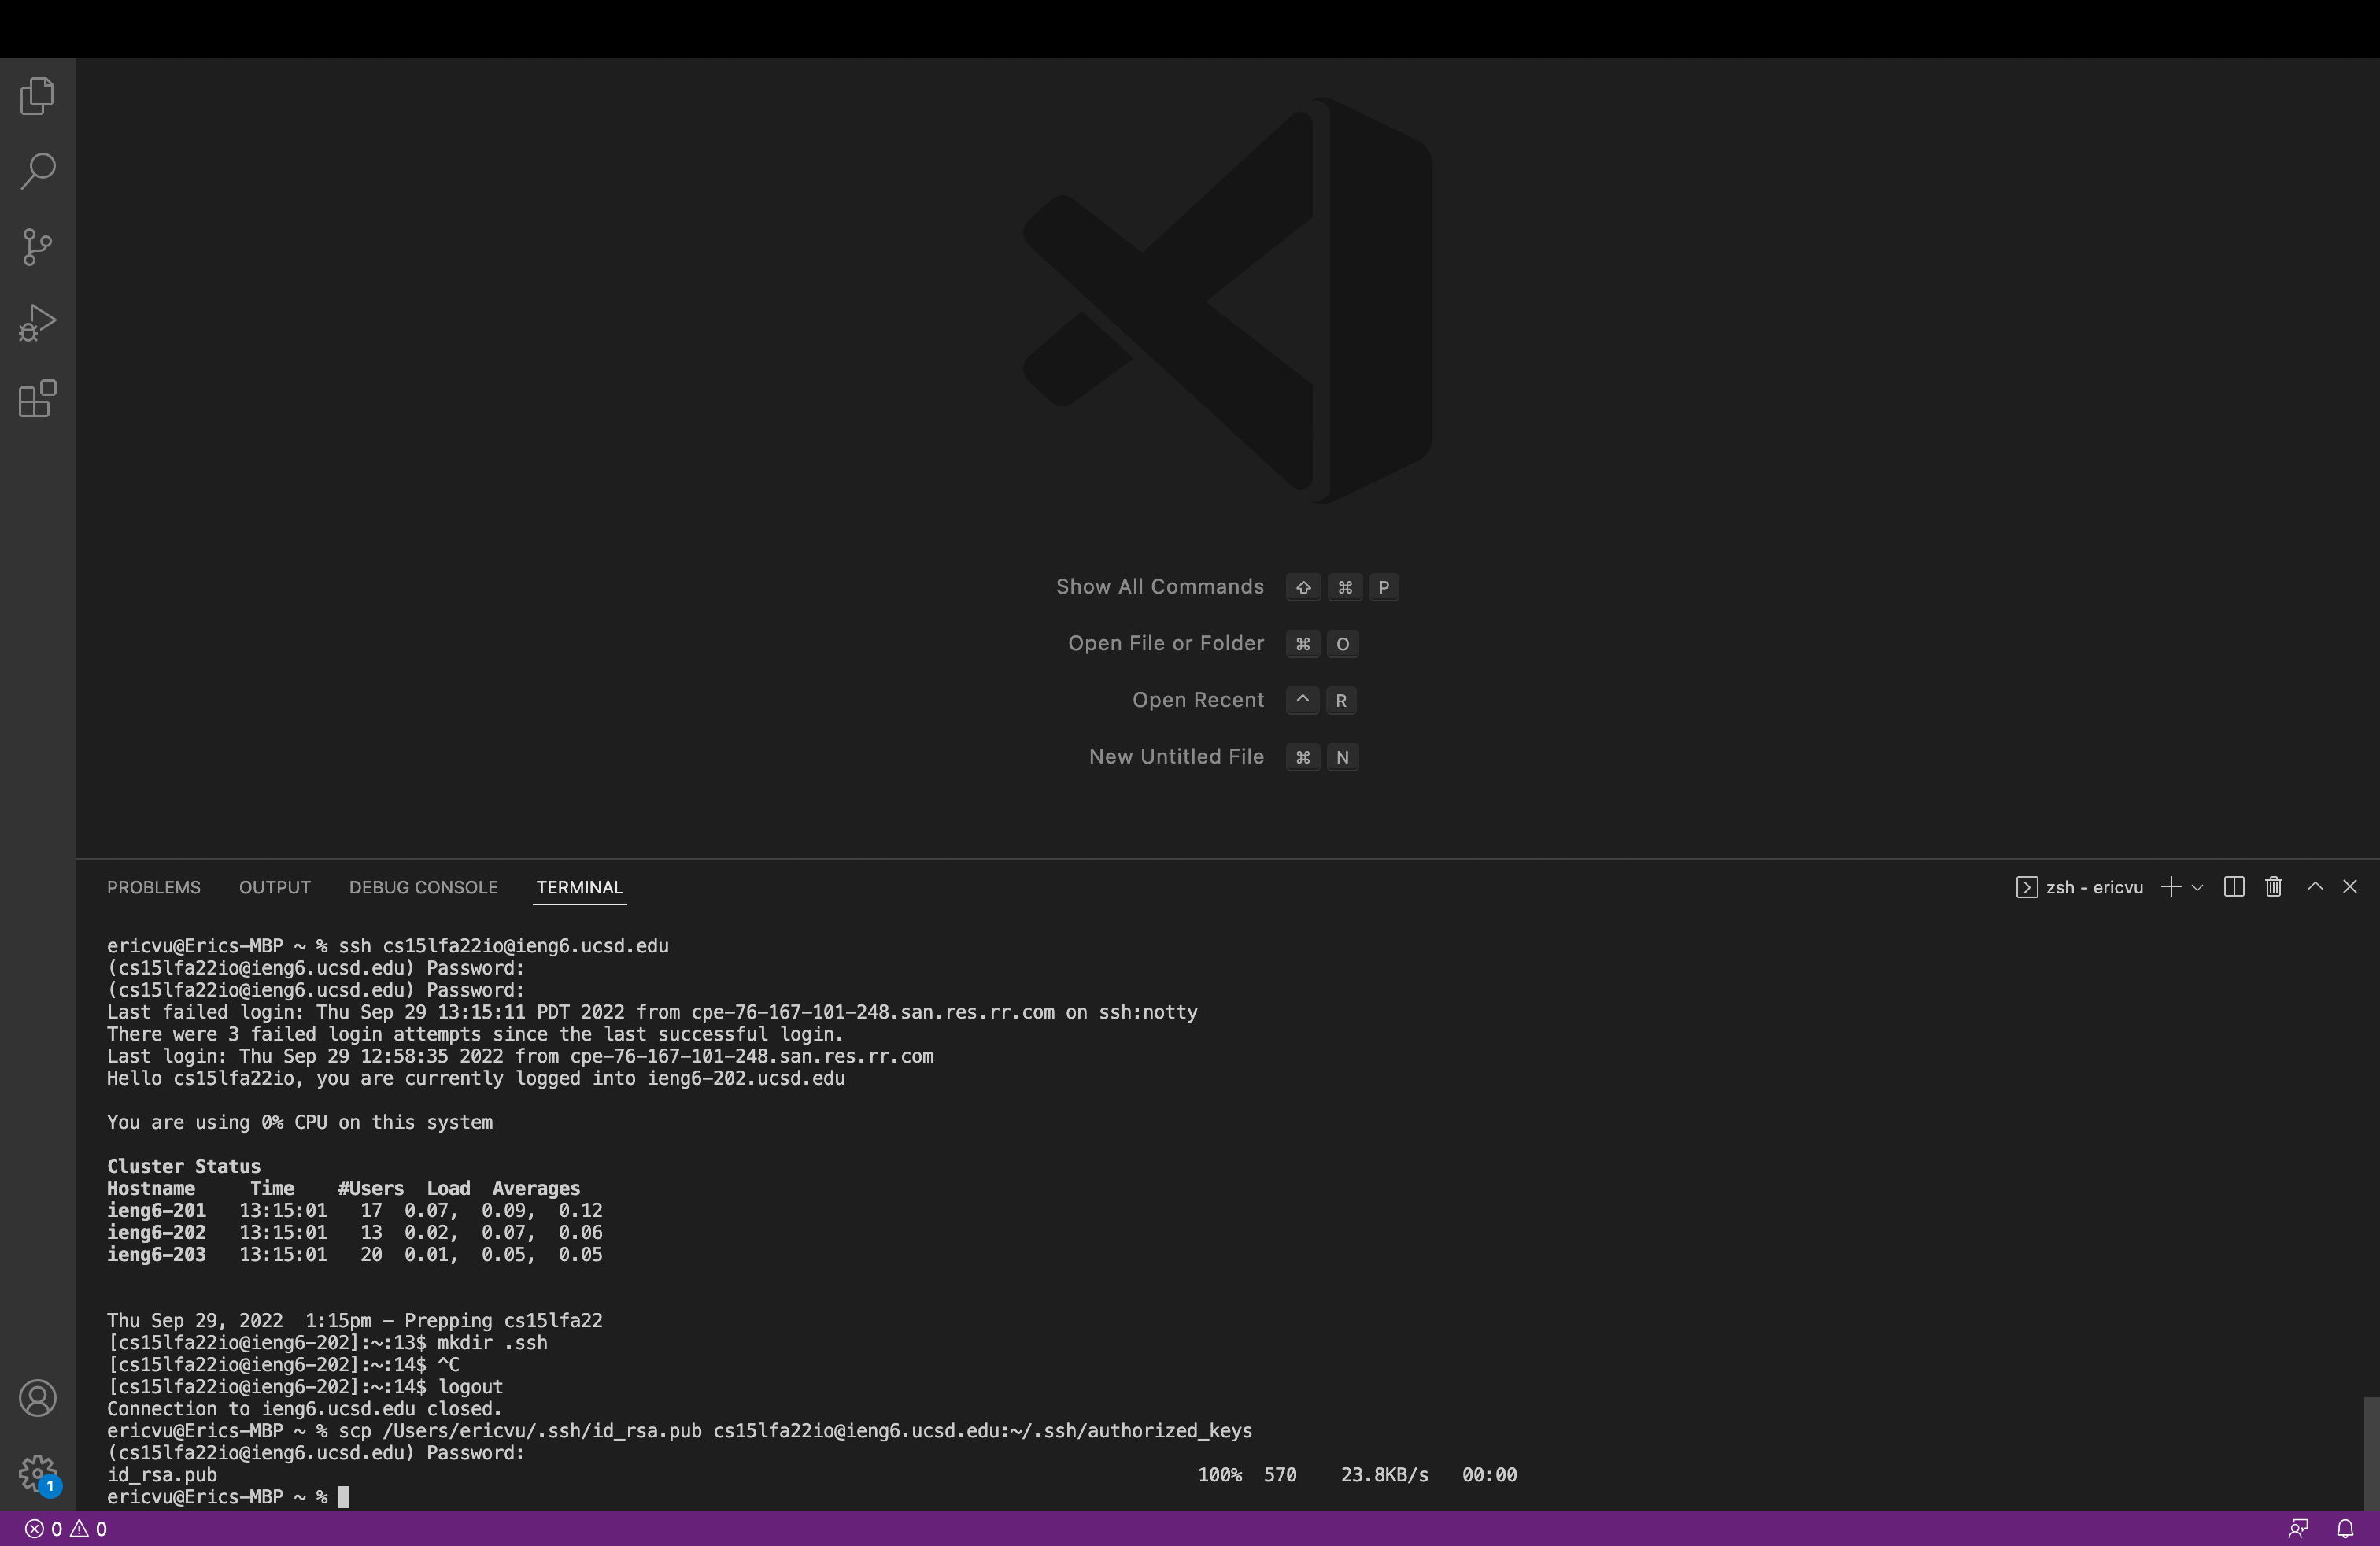 Show All Commands ⇧ ⌘ P
Open File or Folder ⌘ O
Open Recent ^ R
New Untitled File ⌘ N
PROBLEMS OUTPUT DEBUG CONSOLE TERMINAL zsh - ericvu
ericvu@Erics-MBP ~ % ssh cs15lfa22io@ieng6.ucsd.edu
(cs15lfa22io@ieng6.ucsd.edu) Password:
(cs15lfa22io@ieng6.ucsd.edu) Password:
Last failed login: Thu Sep 29 13:15:11 PDT 2022 from cpe-76-167-101-248.san.res.rr.com on ssh:notty
There were 3 failed login attempts since the last successful login.
Last login: Thu Sep 29 12:58:35 2022 from cpe-76-167-101-248.san.res.rr.com
Hello cs15lfa22io, you are currently logged into ieng6-202.ucsd.edu
You are using 0% CPU on this system
Cluster Status
Hostname Time #Users Load Averages
ieng6-201 13:15:01 17 0.07, 0.09, 0.12
ieng6-202 13:15:01 13 0.02, 0.07, 0.06
ieng6-203 13:15:01 20 0.01, 0.05, 0.05
Thu Sep 29, 2022 1:15pm - Prepping cs15lfa22
[cs15lfa22io@ieng6-202]:~:13$ mkdir .ssh
[cs15lfa22io@ieng6-202]:~:14$ ^C
[cs15lfa22io@ieng6-202]:~:14$ logout
Connection to ieng6.ucsd.edu closed.
ericvu@Erics-MBP ~ % scp /Users/ericvu/.ssh/id_rsa.pub cs15lfa22io@ieng6.ucsd.edu:~/.ssh/authorized_keys
(cs15lfa22io@ieng6.ucsd.edu) Password:
id_rsa.pub 100% 570 23.8KB/s 00:00
ericvu@Erics-MBP ~ %
1
0 0